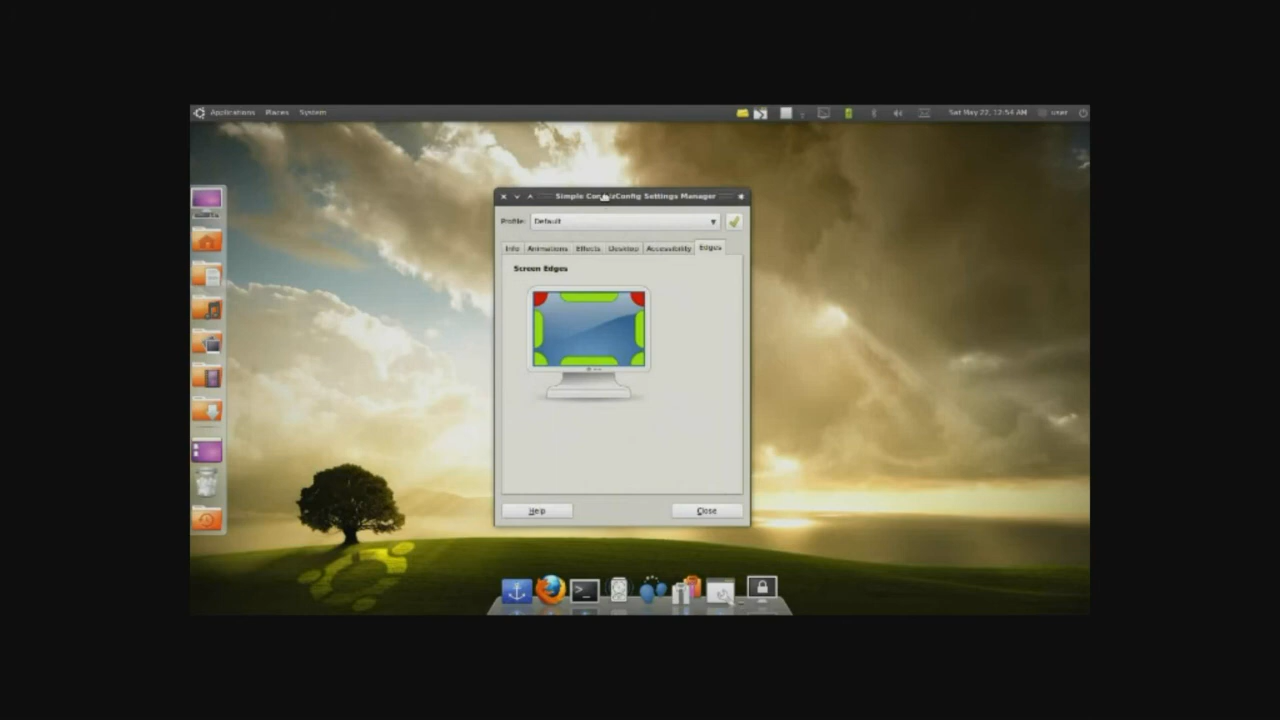 Applications Places System
Sat May 22, 12:54 AM user
Simple CompizConfig Settings Manager
Profile: Default
Info Animations Effects Desktop Accessibility Edges
Screen Edges
Help Close
>_